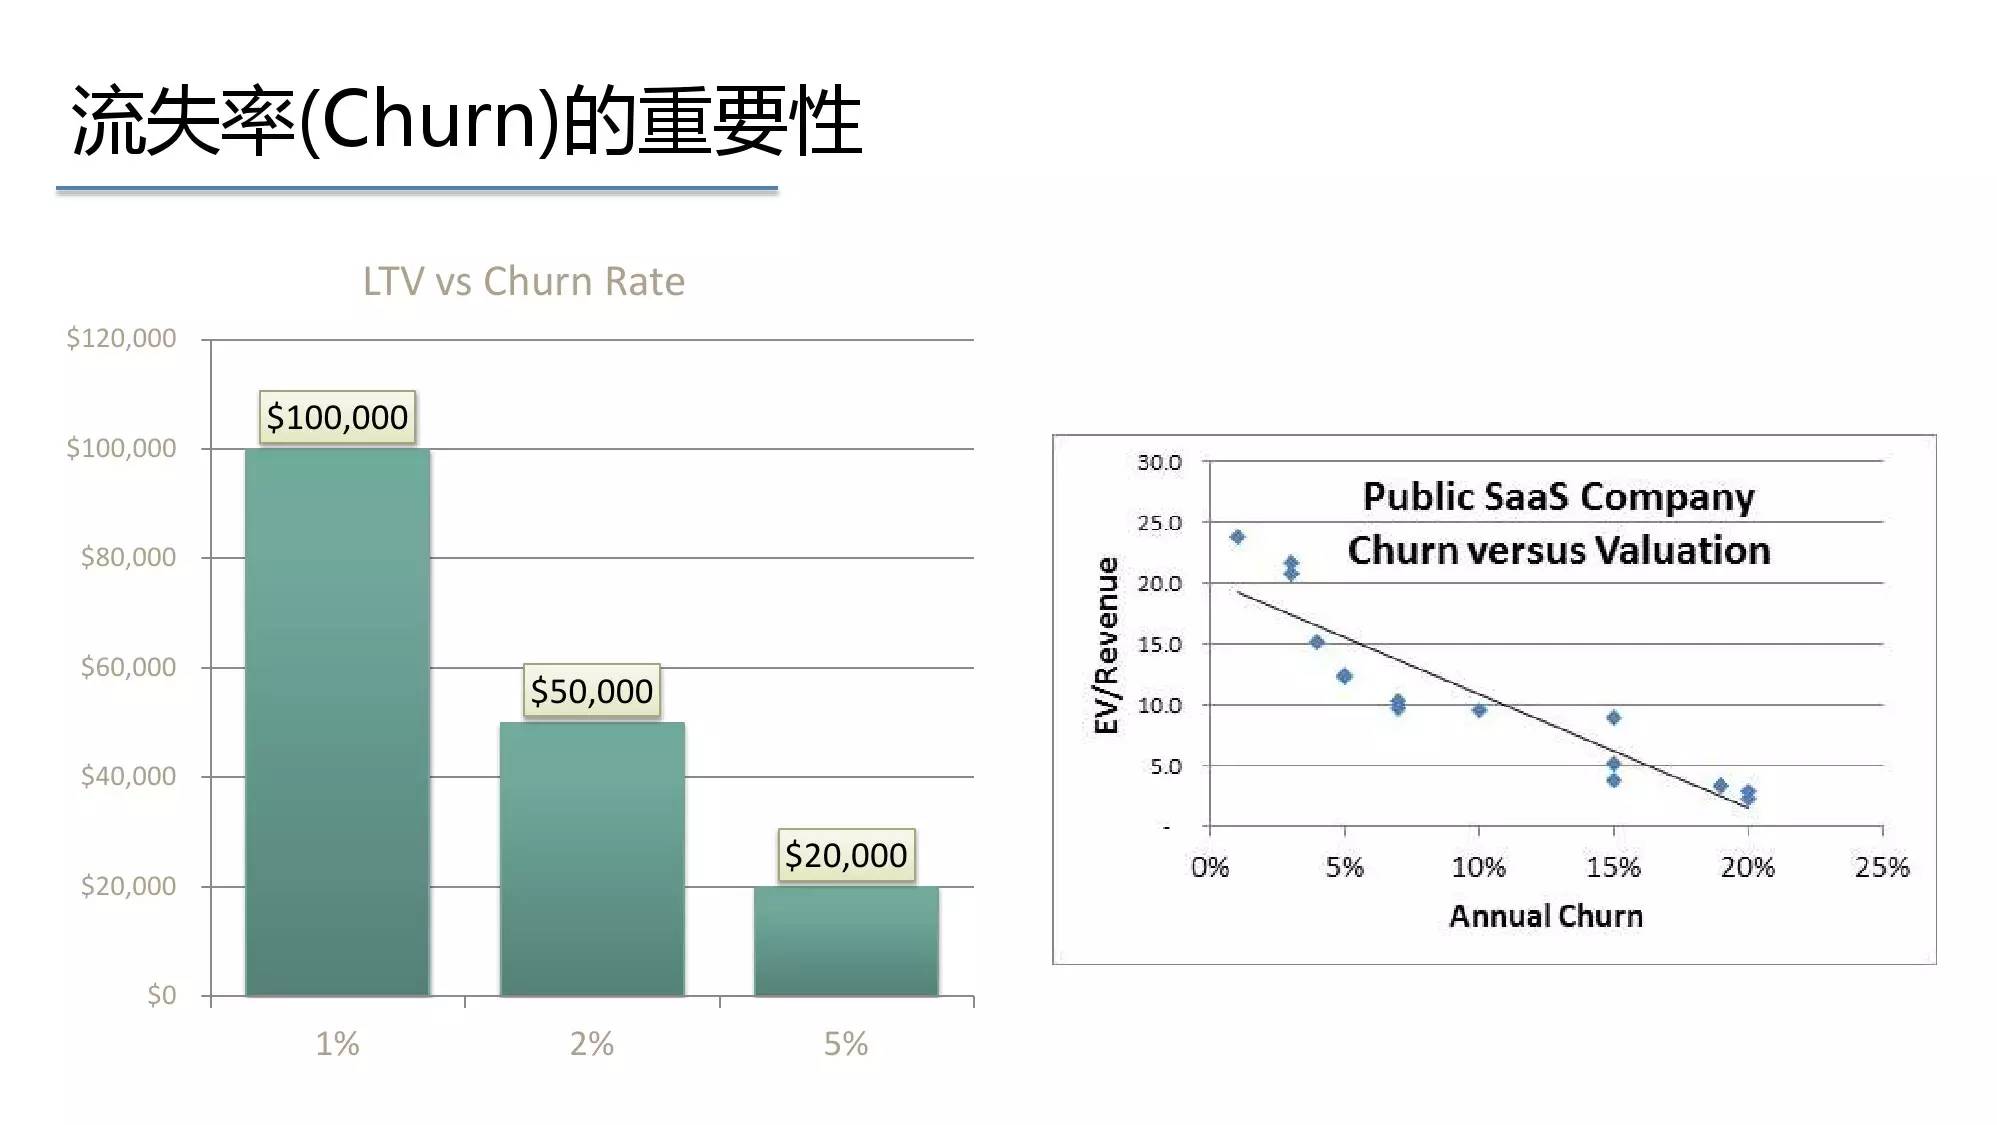 流失率(Churn)的重要性
LTV vs Churn Rate
$120,000
$100,000
$80,000
$60,000
$40,000
$20,000
$0
$100,000
$50,000
$20,000
1% 2% 5%
Public SaaS Company
Churn versus Valuation
EV/Revenue
30.0
25.0
20.0
15.0
10.0
5.0
-
0% 5% 10% 15% 20% 25%
Annual Churn